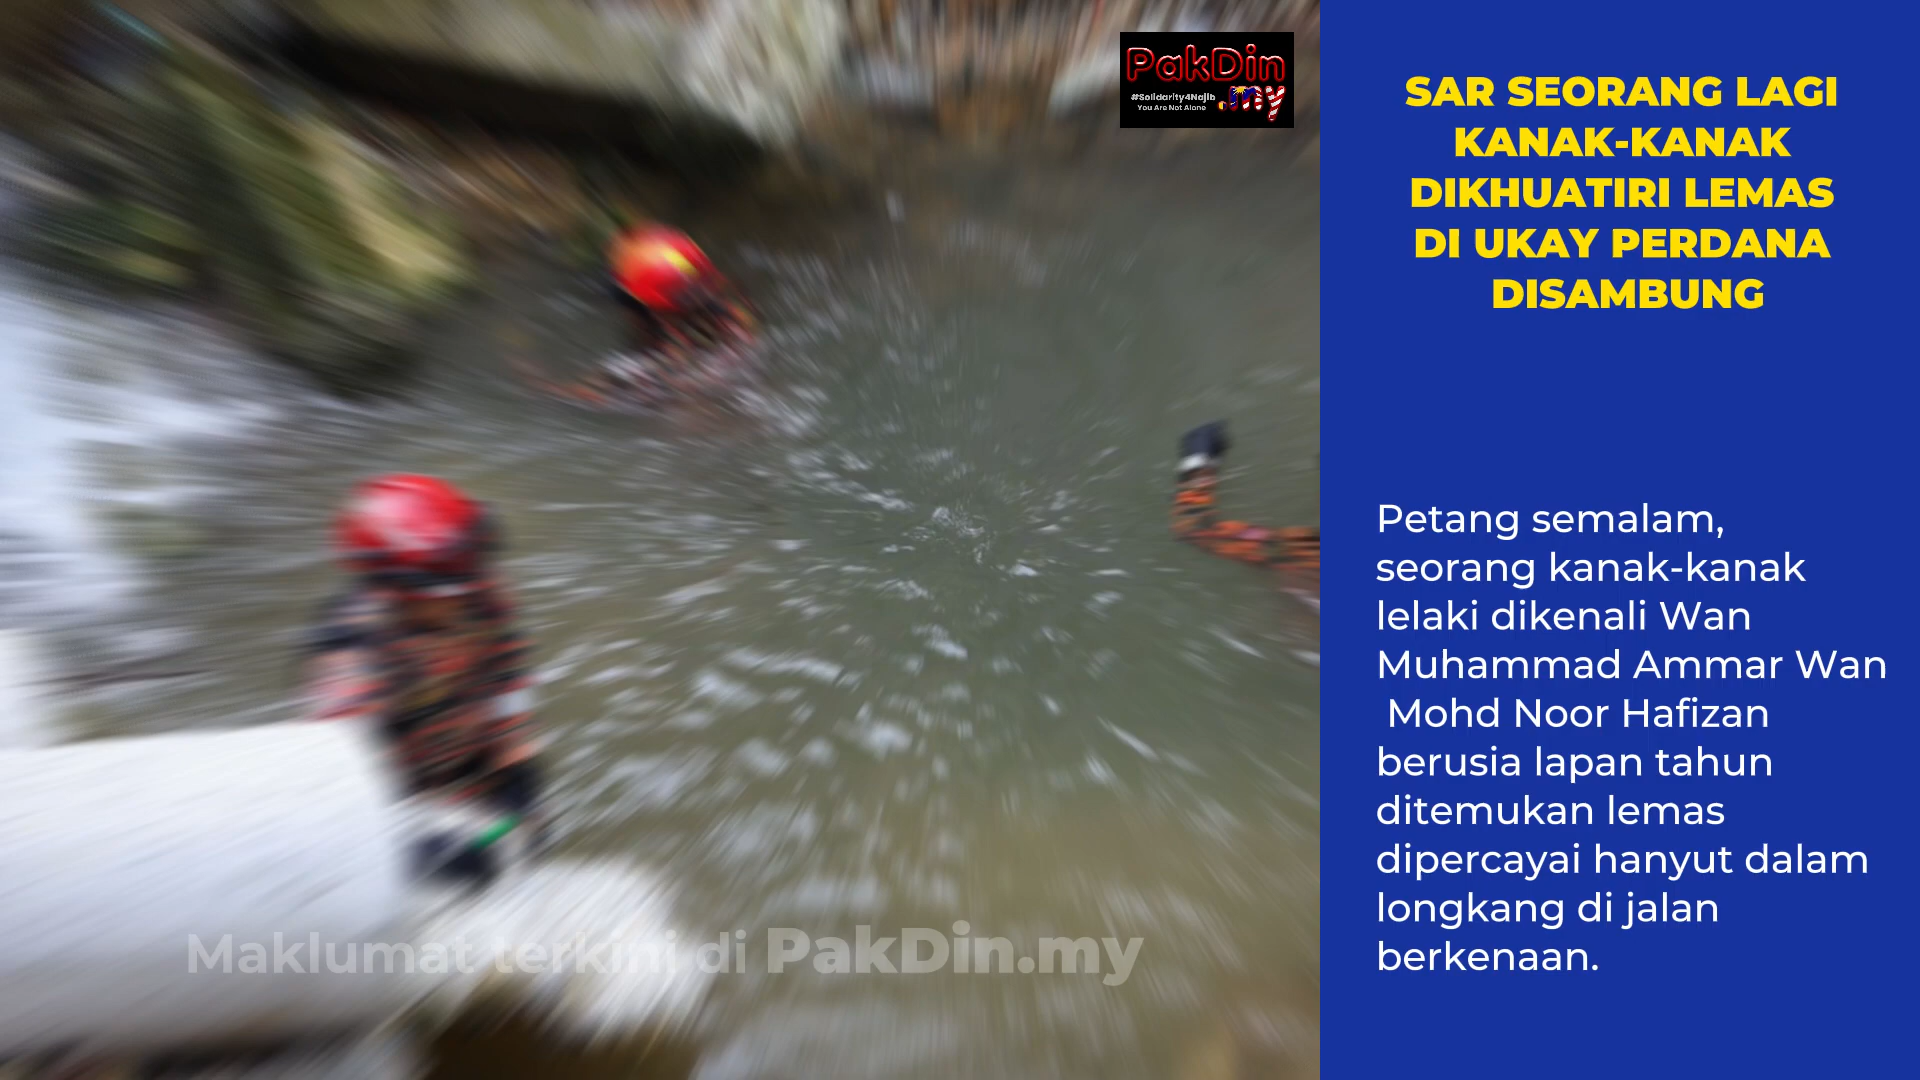 PakDin
.my
#Solidarity4Najib
You Are Not Alone
SAR SEORANG LAGI
KANAK-KANAK
DIKHUATIRI LEMAS
DI UKAY PERDANA
DISAMBUNG
Petang semalam,
seorang kanak-kanak
lelaki dikenali Wan
Muhammad Ammar Wan
Mohd Noor Hafizan
berusia lapan tahun
ditemukan lemas
dipercayai hanyut dalam
longkang di jalan
berkenaan.
Maklumat terkini di PakDin.my